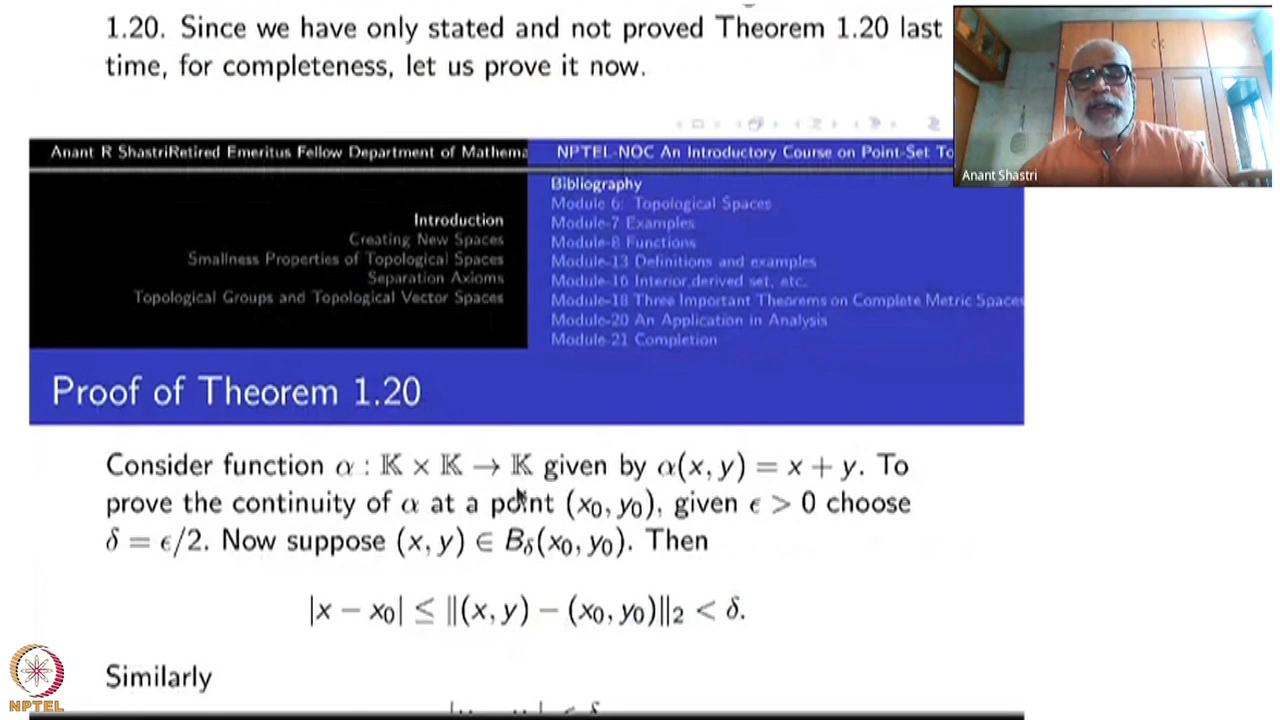 1.20. Since we have only stated and not proved Theorem 1.20 last
time, for completeness, let us prove it now.
Anant Shastri
Anant R ShastriRetired Emeritus Fellow Department of Mathema
NPTEL-NOC An Introductory Course on Point-Set To
Introduction
Creating New Spaces
Smallness Properties of Topological Spaces
Separation Axioms
Topological Groups and Topological Vector Spaces
Bibliography
Module 6: Topological Spaces
Module-7 Examples
Module-8 Functions
Module-13 Definitions and examples
Module-16 Interior,derived set, etc.
Module-18 Three Important Theorems on Complete Metric Spaces
Module-20 An Application in Analysis
Module-21 Completion
Proof of Theorem 1.20
Consider function α : 𝕂 × 𝕂 → 𝕂 given by α(x, y) = x + y. To
prove the continuity of α at a point (x₀, y₀), given ϵ > 0 choose
δ = ϵ/2. Now suppose (x, y) ∈ B_δ(x₀, y₀). Then
|x − x₀| ≤ ‖(x, y) − (x₀, y₀)‖₂ < δ.
Similarly
NPTEL